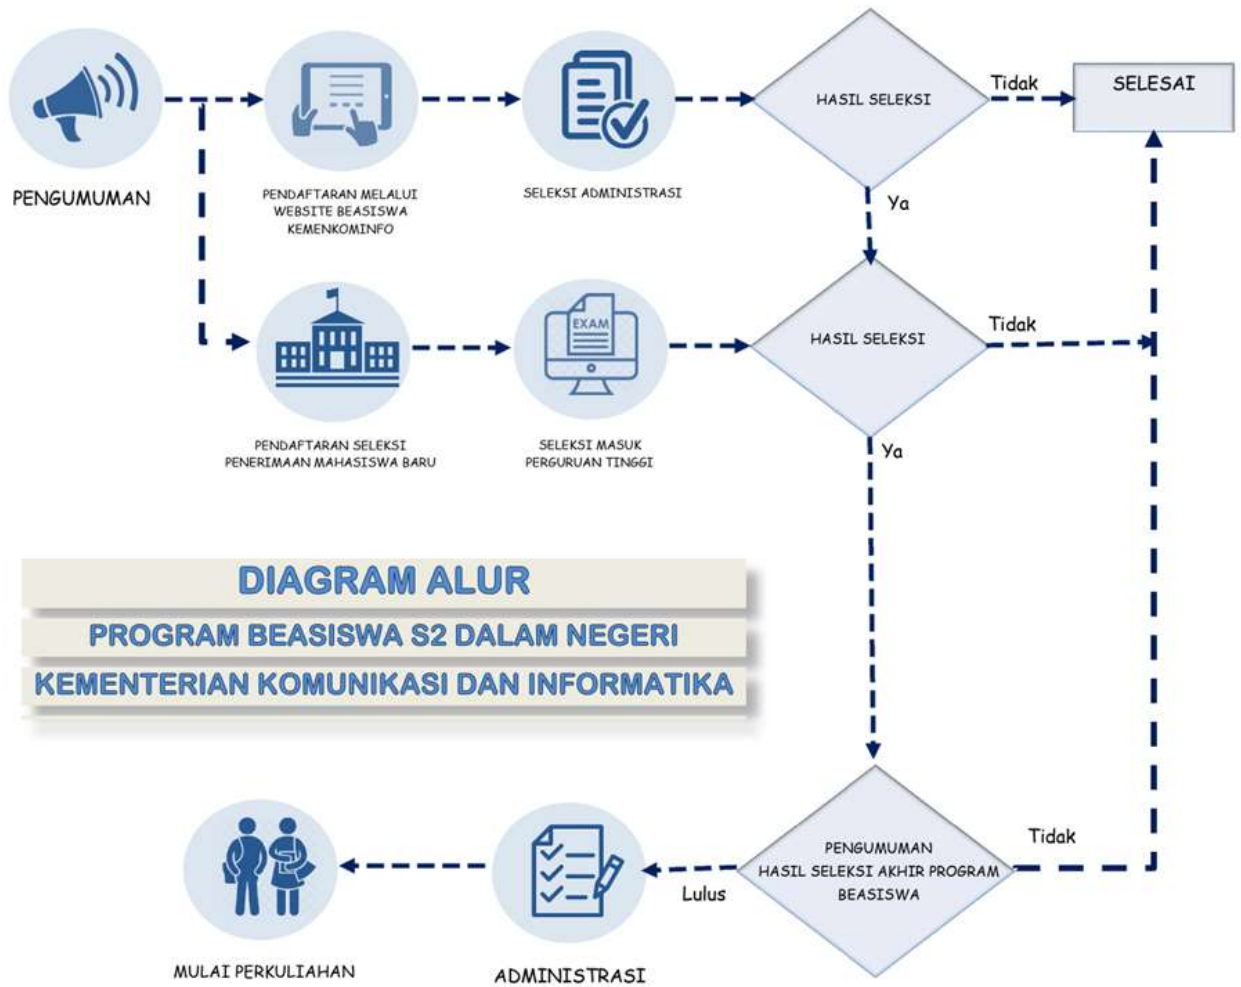 HASIL SELEKSI
Tidak
SELESAI
PENGUMUMAN
PENDAFTARAN MELALUI
WEBSITE BEASISWA
KEMENKOMINFO
SELEKSI ADMINISTRASI
Ya
EXAM
HASIL SELEKSI
Tidak
PENDAFTARAN SELEKSI
PENERIMAAN MAHASISWA BARU
SELEKSI MASUK
PERGURUAN TINGGI
Ya
DIAGRAM ALUR
PROGRAM BEASISWA S2 DALAM NEGERI
KEMENTERIAN KOMUNIKASI DAN INFORMATIKA
PENGUMUMAN
HASIL SELEKSI AKHIR PROGRAM
BEASISWA
Tidak
Lulus
ADMINISTRASI
MULAI PERKULIAHAN